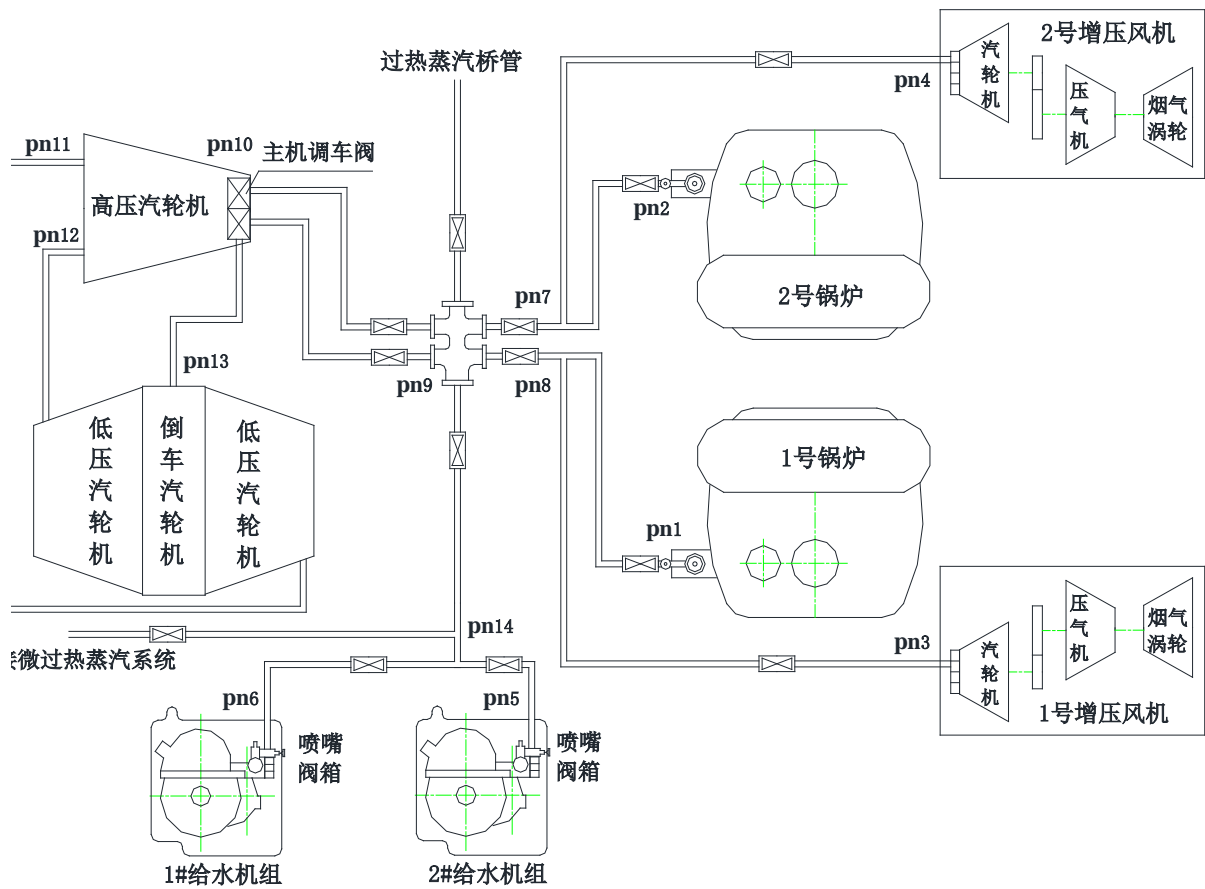 过热蒸汽桥管
2号增压风机
汽轮机
压气机
烟气
涡轮
pn4
pn11
pn10
主机调车阀
高压汽轮机
pn12
pn2
2号锅炉
pn7
pn13
pn9
pn8
低压汽轮机
倒车汽轮机
低压汽轮机
1号锅炉
pn1
pn14
pn3
微过热蒸汽系统
汽轮机
压气机
烟气
涡轮
1号增压风机
pn6
pn5
喷嘴
阀箱
喷嘴
阀箱
1#给水机组
2#给水机组